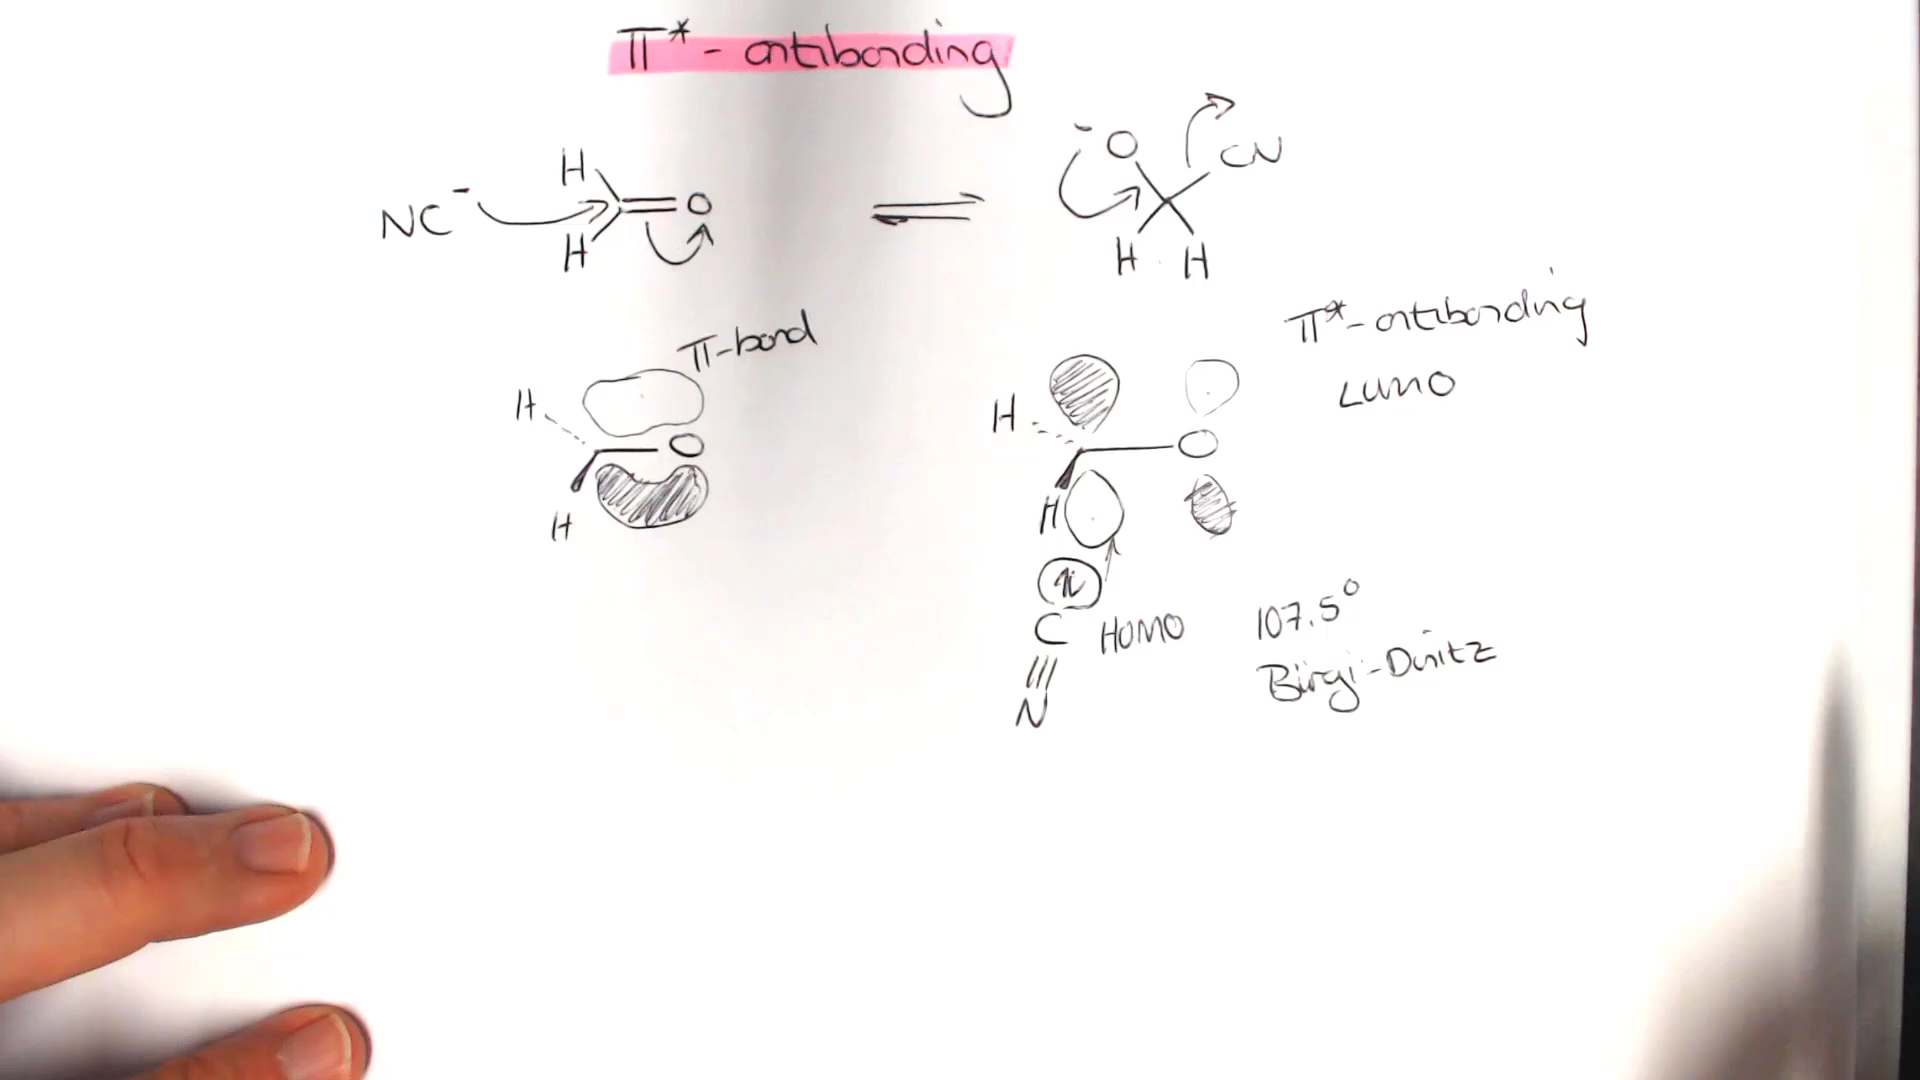 π* - antibonding
H
NC⁻
O
H
⁻O
CN
H H
π-bond
H
O
H
π*-antibonding
LUMO
H
O
H
C HOMO
N
107.5°
Bürgi-Dunitz